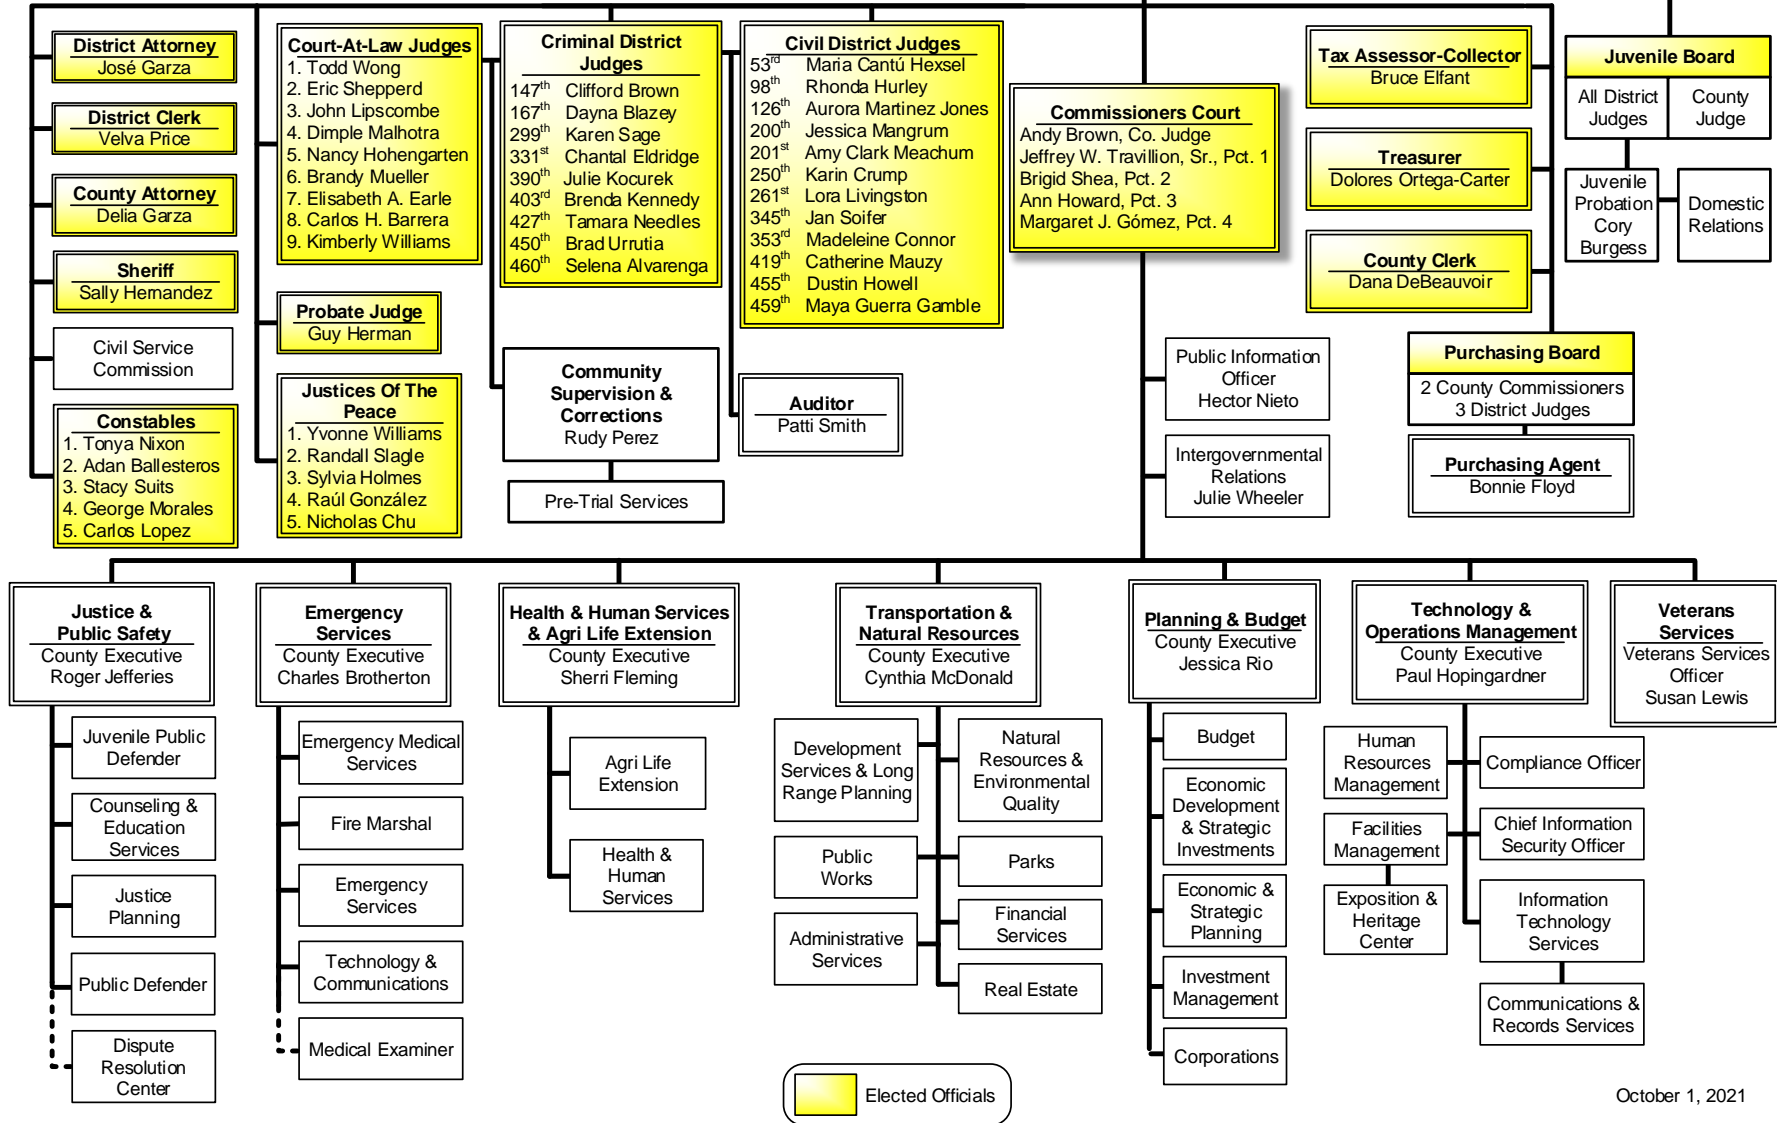 District Attorney
José Garza
District Clerk
Velva Price
County Attorney
Delia Garza
Sheriff
Sally Hernandez
Civil Service
Commission
Constables
1. Tonya Nixon
2. Adan Ballesteros
3. Stacy Suits
4. George Morales
5. Carlos Lopez
Court-At-Law Judges
1. Todd Wong
2. Eric Shepperd
3. John Lipscombe
4. Dimple Malhotra
5. Nancy Hohengarten
6. Brandy Mueller
7. Elisabeth A. Earle
8. Carlos H. Barrera
9. Kimberly Williams
Probate Judge
Guy Herman
Justices Of The
Peace
1. Yvonne Williams
2. Randall Slagle
3. Sylvia Holmes
4. Raúl González
5. Nicholas Chu
Criminal District
Judges
147th Clifford Brown
167th Dayna Blazey
299th Karen Sage
331st Chantal Eldridge
390th Julie Kocurek
403rd Brenda Kennedy
427th Tamara Needles
450th Brad Urrutia
460th Selena Alvarenga
Community
Supervision &
Corrections
Rudy Perez
Pre-Trial Services
Civil District Judges
53rd Maria Cantú Hexsel
98th Rhonda Hurley
126th Aurora Martinez Jones
200th Jessica Mangrum
201st Amy Clark Meachum
250th Karin Crump
261st Lora Livingston
345th Jan Soifer
353rd Madeleine Connor
419th Catherine Mauzy
455th Dustin Howell
459th Maya Guerra Gamble
Auditor
Patti Smith
Commissioners Court
Andy Brown, Co. Judge
Jeffrey W. Travillion, Sr., Pct. 1
Brigid Shea, Pct. 2
Ann Howard, Pct. 3
Margaret J. Gómez, Pct. 4
Public Information
Officer
Hector Nieto
Intergovernmental
Relations
Julie Wheeler
Tax Assessor-Collector
Bruce Elfant
Treasurer
Dolores Ortega-Carter
County Clerk
Dana DeBeauvoir
Purchasing Board
2 County Commissioners
3 District Judges
Purchasing Agent
Bonnie Floyd
Juvenile Board
All District
Judges
County
Judge
Juvenile
Probation
Cory
Burgess
Domestic
Relations
Justice &
Public Safety
County Executive
Roger Jefferies
Juvenile Public
Defender
Counseling &
Education
Services
Justice
Planning
Public Defender
Dispute
Resolution
Center
Emergency
Services
County Executive
Charles Brotherton
Emergency Medical
Services
Fire Marshal
Emergency
Services
Technology &
Communications
Medical Examiner
Health & Human Services
& Agri Life Extension
County Executive
Sherri Fleming
Agri Life
Extension
Health &
Human
Services
Transportation &
Natural Resources
County Executive
Cynthia McDonald
Development
Services & Long
Range Planning
Natural
Resources &
Environmental
Quality
Public
Works
Parks
Administrative
Services
Financial
Services
Real Estate
Planning & Budget
County Executive
Jessica Rio
Budget
Economic
Development
& Strategic
Investments
Economic &
Strategic
Planning
Investment
Management
Corporations
Technology &
Operations Management
County Executive
Paul Hopingardner
Human
Resources
Management
Compliance Officer
Facilities
Management
Chief Information
Security Officer
Exposition &
Heritage
Center
Information
Technology
Services
Communications &
Records Services
Veterans
Services
Veterans Services
Officer
Susan Lewis
Elected Officials
October 1, 2021